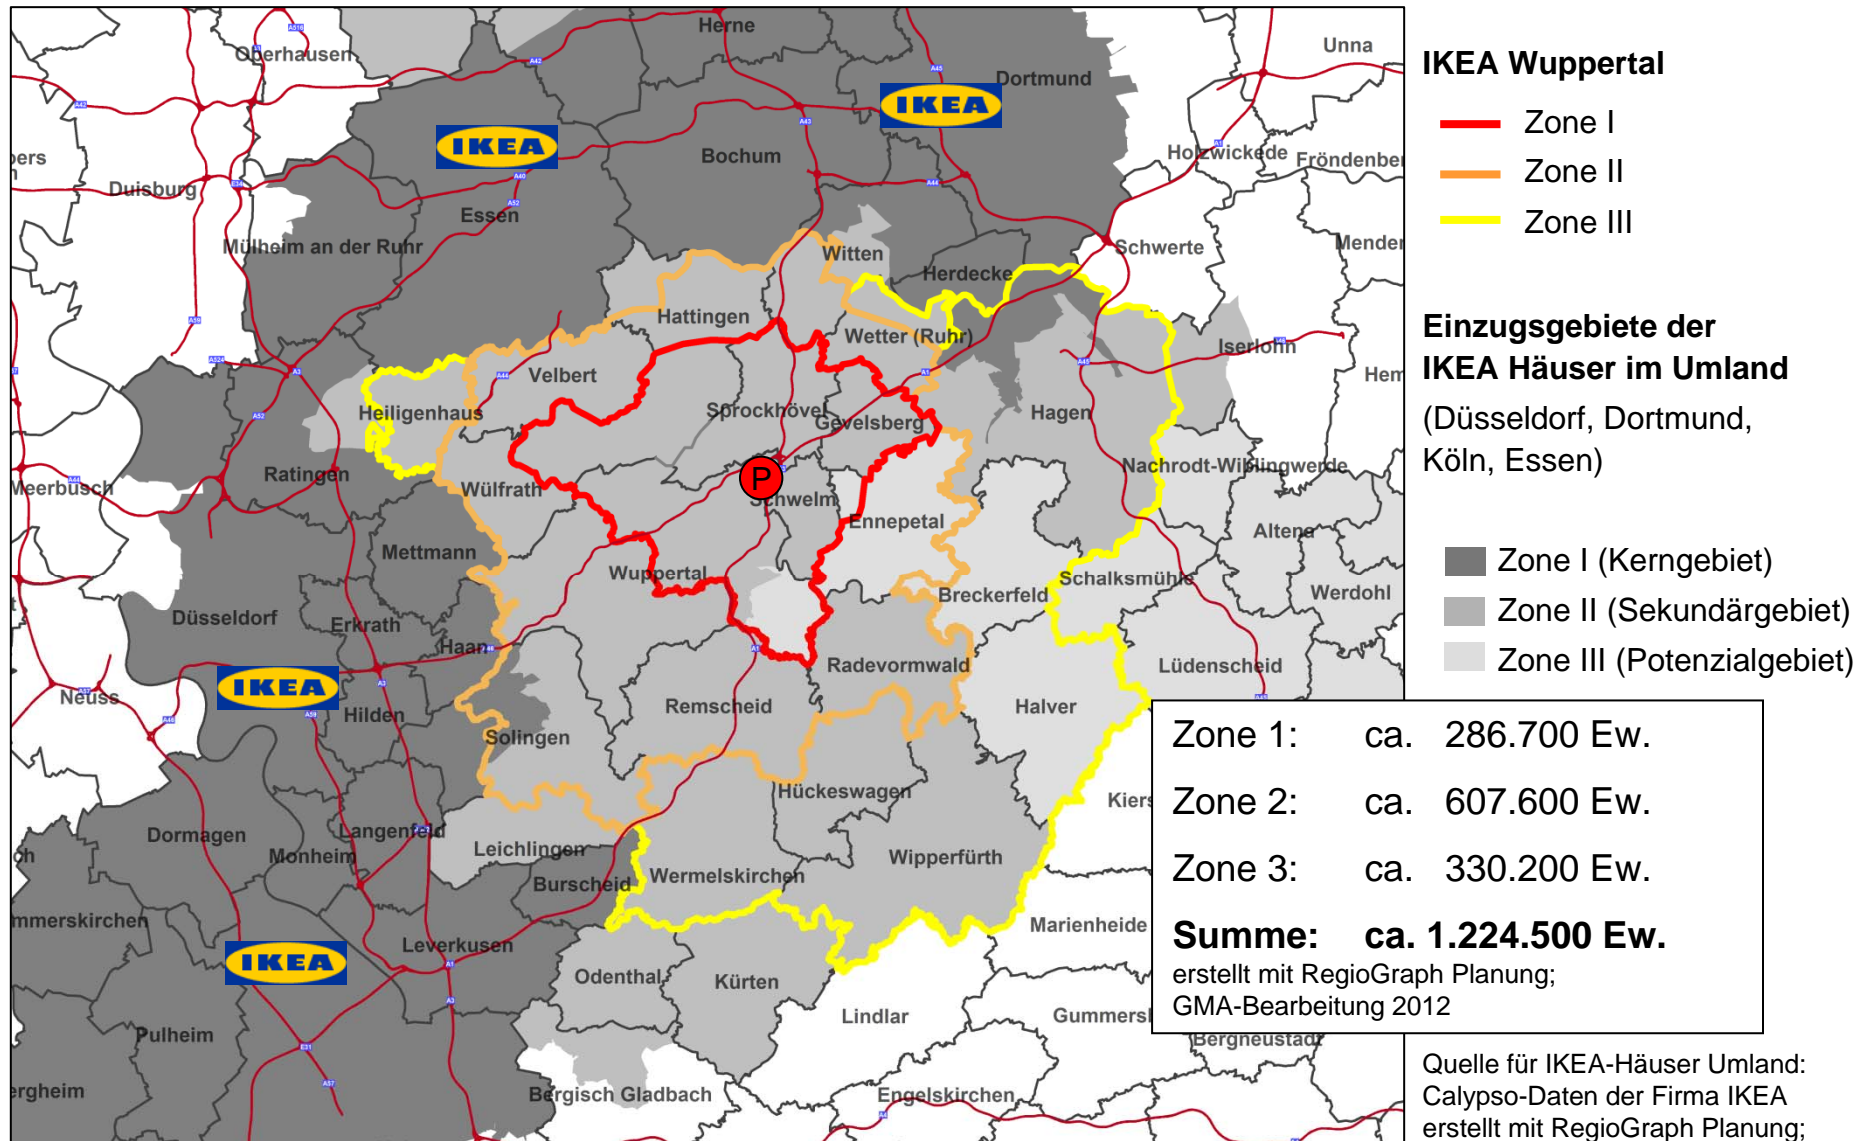 Oberhausen
Herne
Dortmund
Unna
IKEA
IKEA
Bochum
Holzwickede
Duisburg
Essen
Mülheim an der Ruhr
Witten
Herdecke
Schwerte
Hattingen
Wetter (Ruhr)
Iserlohn
Velbert
Heiligenhaus
Sprockhövel
Gevelsberg
Hagen
Ratingen
Meerbusch
Wülfrath
P
Schwelm
Nachrodt-Wiblingwerde
Ennepetal
Altena
Mettmann
Wuppertal
Breckerfeld
Schalksmühle
Werdohl
Düsseldorf
Erkrath
Haan
Radevormwald
Lüdenscheid
IKEA
Neuss
Hilden
Remscheid
Halver
Solingen
Hückeswagen
Kiers
Dormagen
Langenfeld
Monheim
Leichlingen
Burscheid
Wermelskirchen
Wipperfürth
mmerskirchen
Leverkusen
IKEA
Marienheide
Odenthal
Kürten
Lindlar
Gummers
Pulheim
Bergneustadt
ergheim
Bergisch Gladbach
Engelskirchen
IKEA Wuppertal
Zone I
Zone II
Zone III
Einzugsgebiete der
IKEA Häuser im Umland
(Düsseldorf, Dortmund,
Köln, Essen)
Zone I (Kerngebiet)
Zone II (Sekundärgebiet)
Zone III (Potenzialgebiet)
Zone 1: ca. 286.700 Ew.
Zone 2: ca. 607.600 Ew.
Zone 3: ca. 330.200 Ew.
Summe: ca. 1.224.500 Ew.
erstellt mit RegioGraph Planung;
GMA-Bearbeitung 2012
Quelle für IKEA-Häuser Umland:
Calypso-Daten der Firma IKEA
erstellt mit RegioGraph Planung;